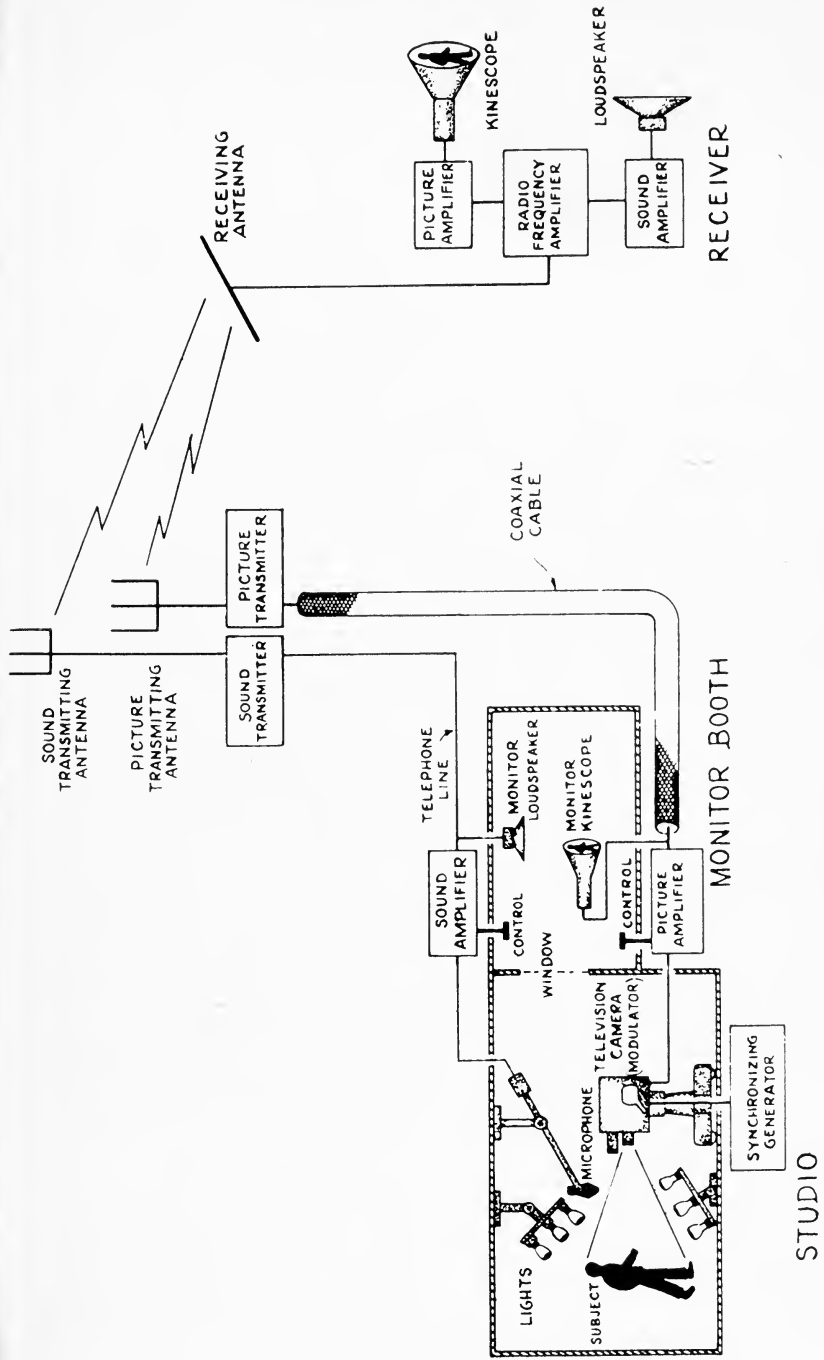 SOUND
TRANSMITTING
ANTENNA
PICTURE
TRANSMITTING
ANTENNA
RECEIVING
ANTENNA
SOUND
TRANSMITTER
PICTURE
TRANSMITTER
TELEPHONE
LINE
COAXIAL
CABLE
PICTURE
AMPLIFIER
KINESCOPE
RADIO
FREQUENCY
AMPLIFIER
SOUND
AMPLIFIER
LOUDSPEAKER
RECEIVER
LIGHTS
MICROPHONE
SUBJECT
TELEVISION
CAMERA
(MODULATOR)
SYNCHRONIZING
GENERATOR
STUDIO
SOUND
AMPLIFIER
CONTROL
WINDOW
MONITOR
LOUDSPEAKER
MONITOR
KINESCOPE
CONTROL
PICTURE
AMPLIFIER
MONITOR BOOTH